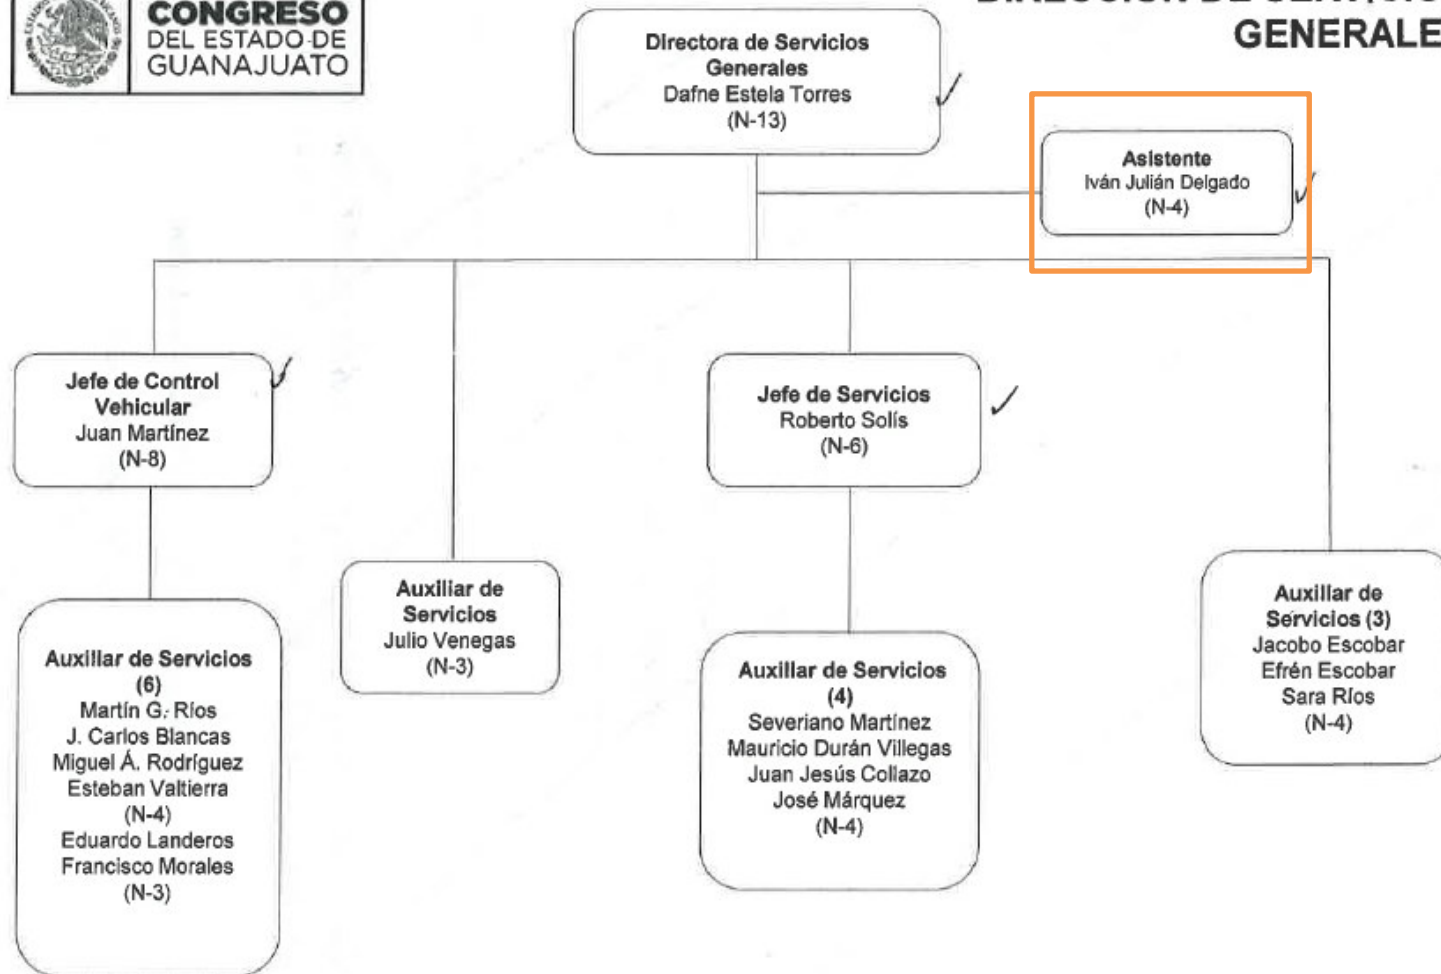 CONGRESO
DEL ESTADO DE
GUANAJUATO
GENERALE
Directora de Servicios
Generales
Dafne Estela Torres
(N-13)
Asistente
Iván Julián Delgado
(N-4)
Jefe de Control
Vehicular
Juan Martínez
(N-8)
Jefe de Servicios
Roberto Solís
(N-6)
Auxiliar de
Servicios
Julio Venegas
(N-3)
Auxiliar de
Servicios (3)
Jacobo Escobar
Efrén Escobar
Sara Ríos
(N-4)
Auxiliar de Servicios
(6)
Martín G. Ríos
J. Carlos Blancas
Miguel Á. Rodríguez
Esteban Valtierra
(N-4)
Eduardo Landeros
Francisco Morales
(N-3)
Auxiliar de Servicios
(4)
Severiano Martínez
Mauricio Durán Villegas
Juan Jesús Collazo
José Márquez
(N-4)